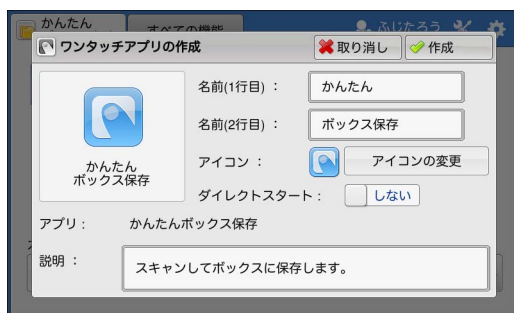 かんたん
すべての機能
ふじたろう
ワンタッチアプリの作成
取り消し
作成
名前(1行目) :
かんたん
名前(2行目) :
ボックス保存
アイコン :
アイコンの変更
かんたん
ボックス保存
ダイレクトスタート :
しない
アプリ :
かんたんボックス保存
説明 :
スキャンしてボックスに保存します。